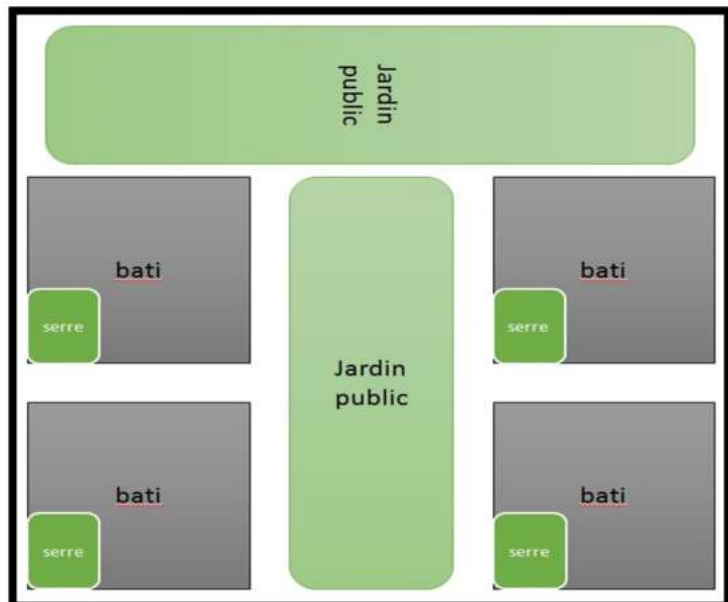 Jardin
public
bati
bati
serre
serre
Jardin
public
bati
bati
serre
serre